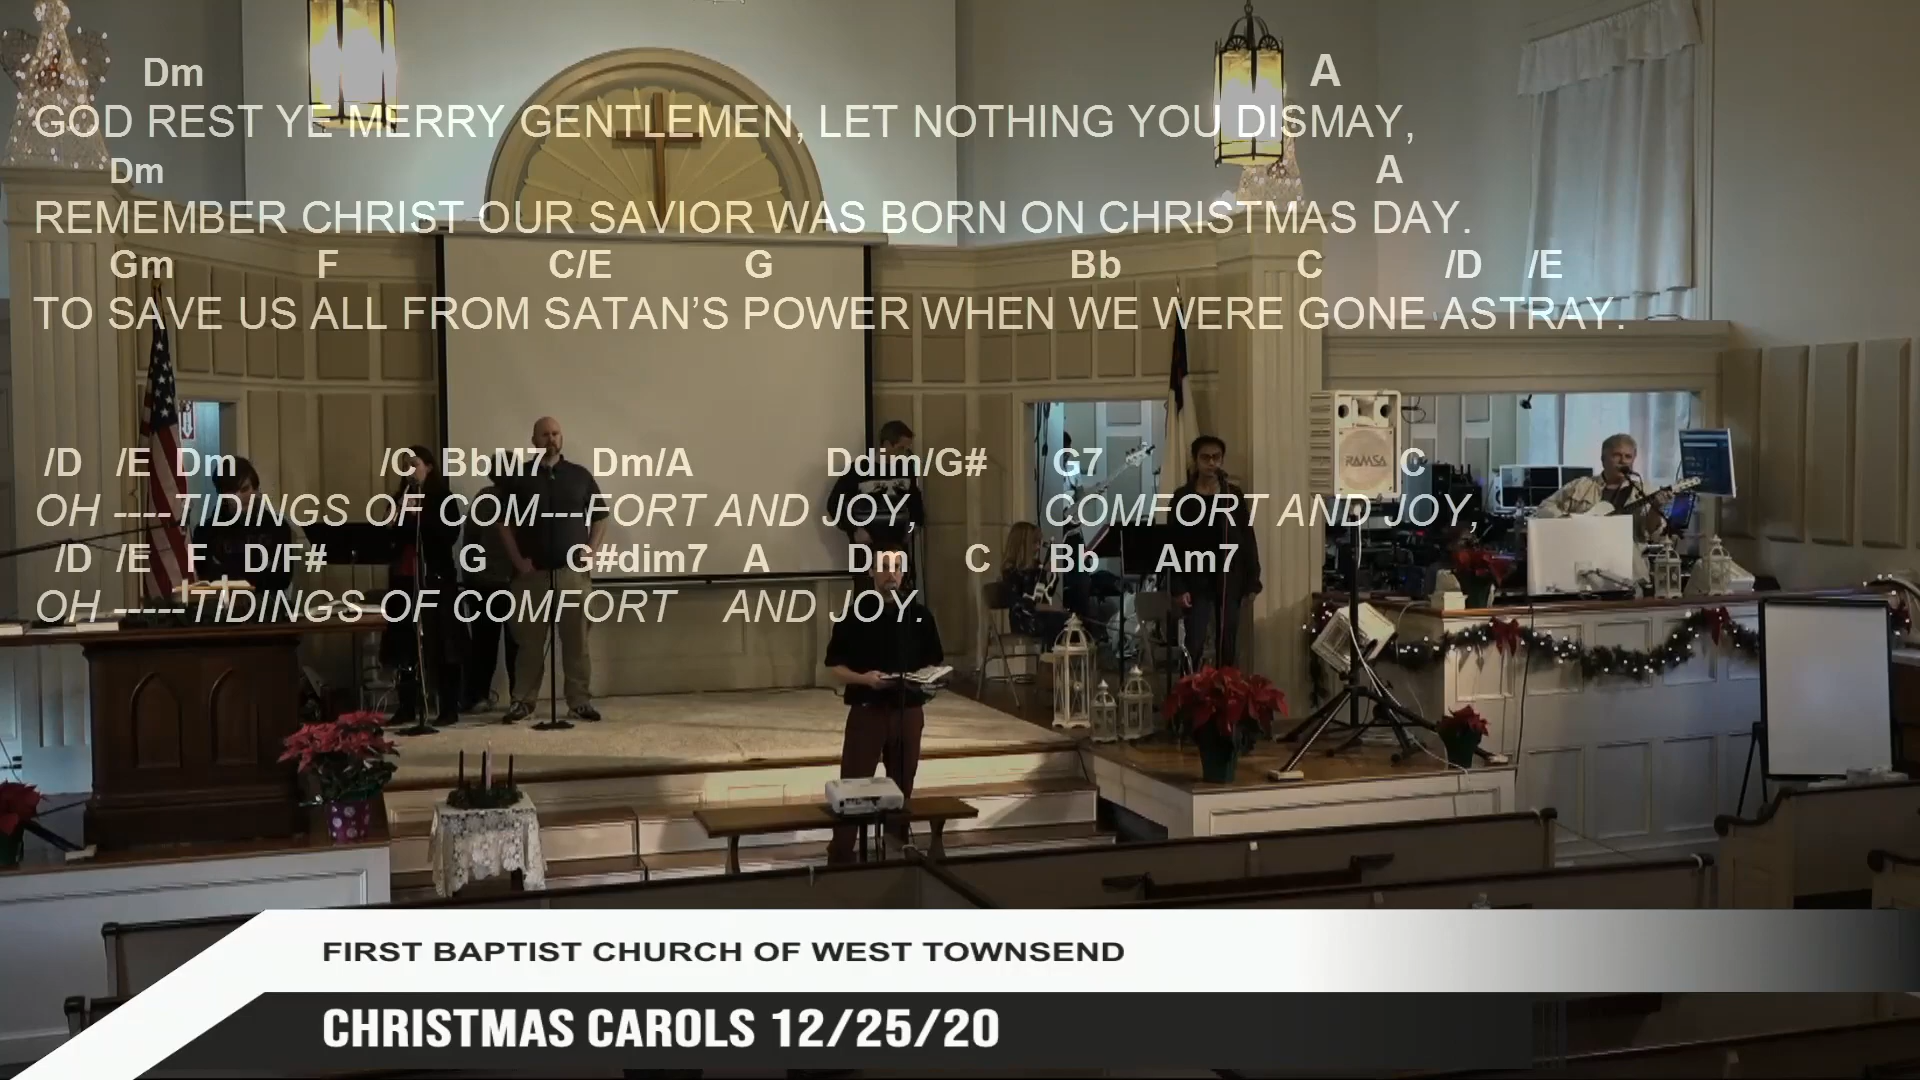 Dm A
GOD REST YE MERRY GENTLEMEN, LET NOTHING YOU DISMAY,
Dm A
REMEMBER CHRIST OUR SAVIOR WAS BORN ON CHRISTMAS DAY.
Gm F C/E G Bb C /D /E
TO SAVE US ALL FROM SATAN’S POWER WHEN WE WERE GONE ASTRAY.
/D /E Dm /C BbM7 Dm/A Ddim/G# G7 C
OH ----TIDINGS OF COM---FORT AND JOY, COMFORT AND JOY,
/D /E F D/F# G G#dim7 A Dm C Bb Am7
OH -----TIDINGS OF COMFORT AND JOY.
RAMSA
FIRST BAPTIST CHURCH OF WEST TOWNSEND
CHRISTMAS CAROLS 12/25/20